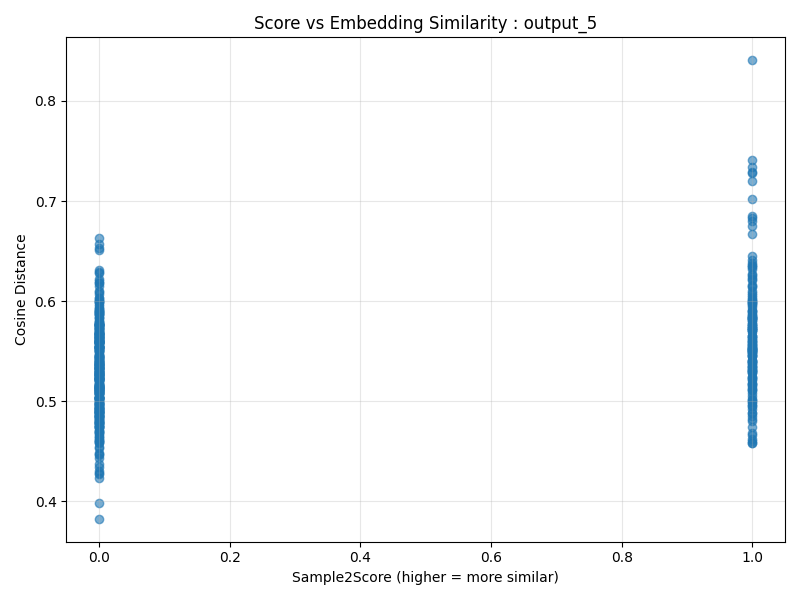 Score vs Embedding Similarity : output_5
Cosine Distance
0.8
0.7
0.6
0.5
0.4
0.0 0.2 0.4 0.6 0.8 1.0
Sample2Score (higher = more similar)